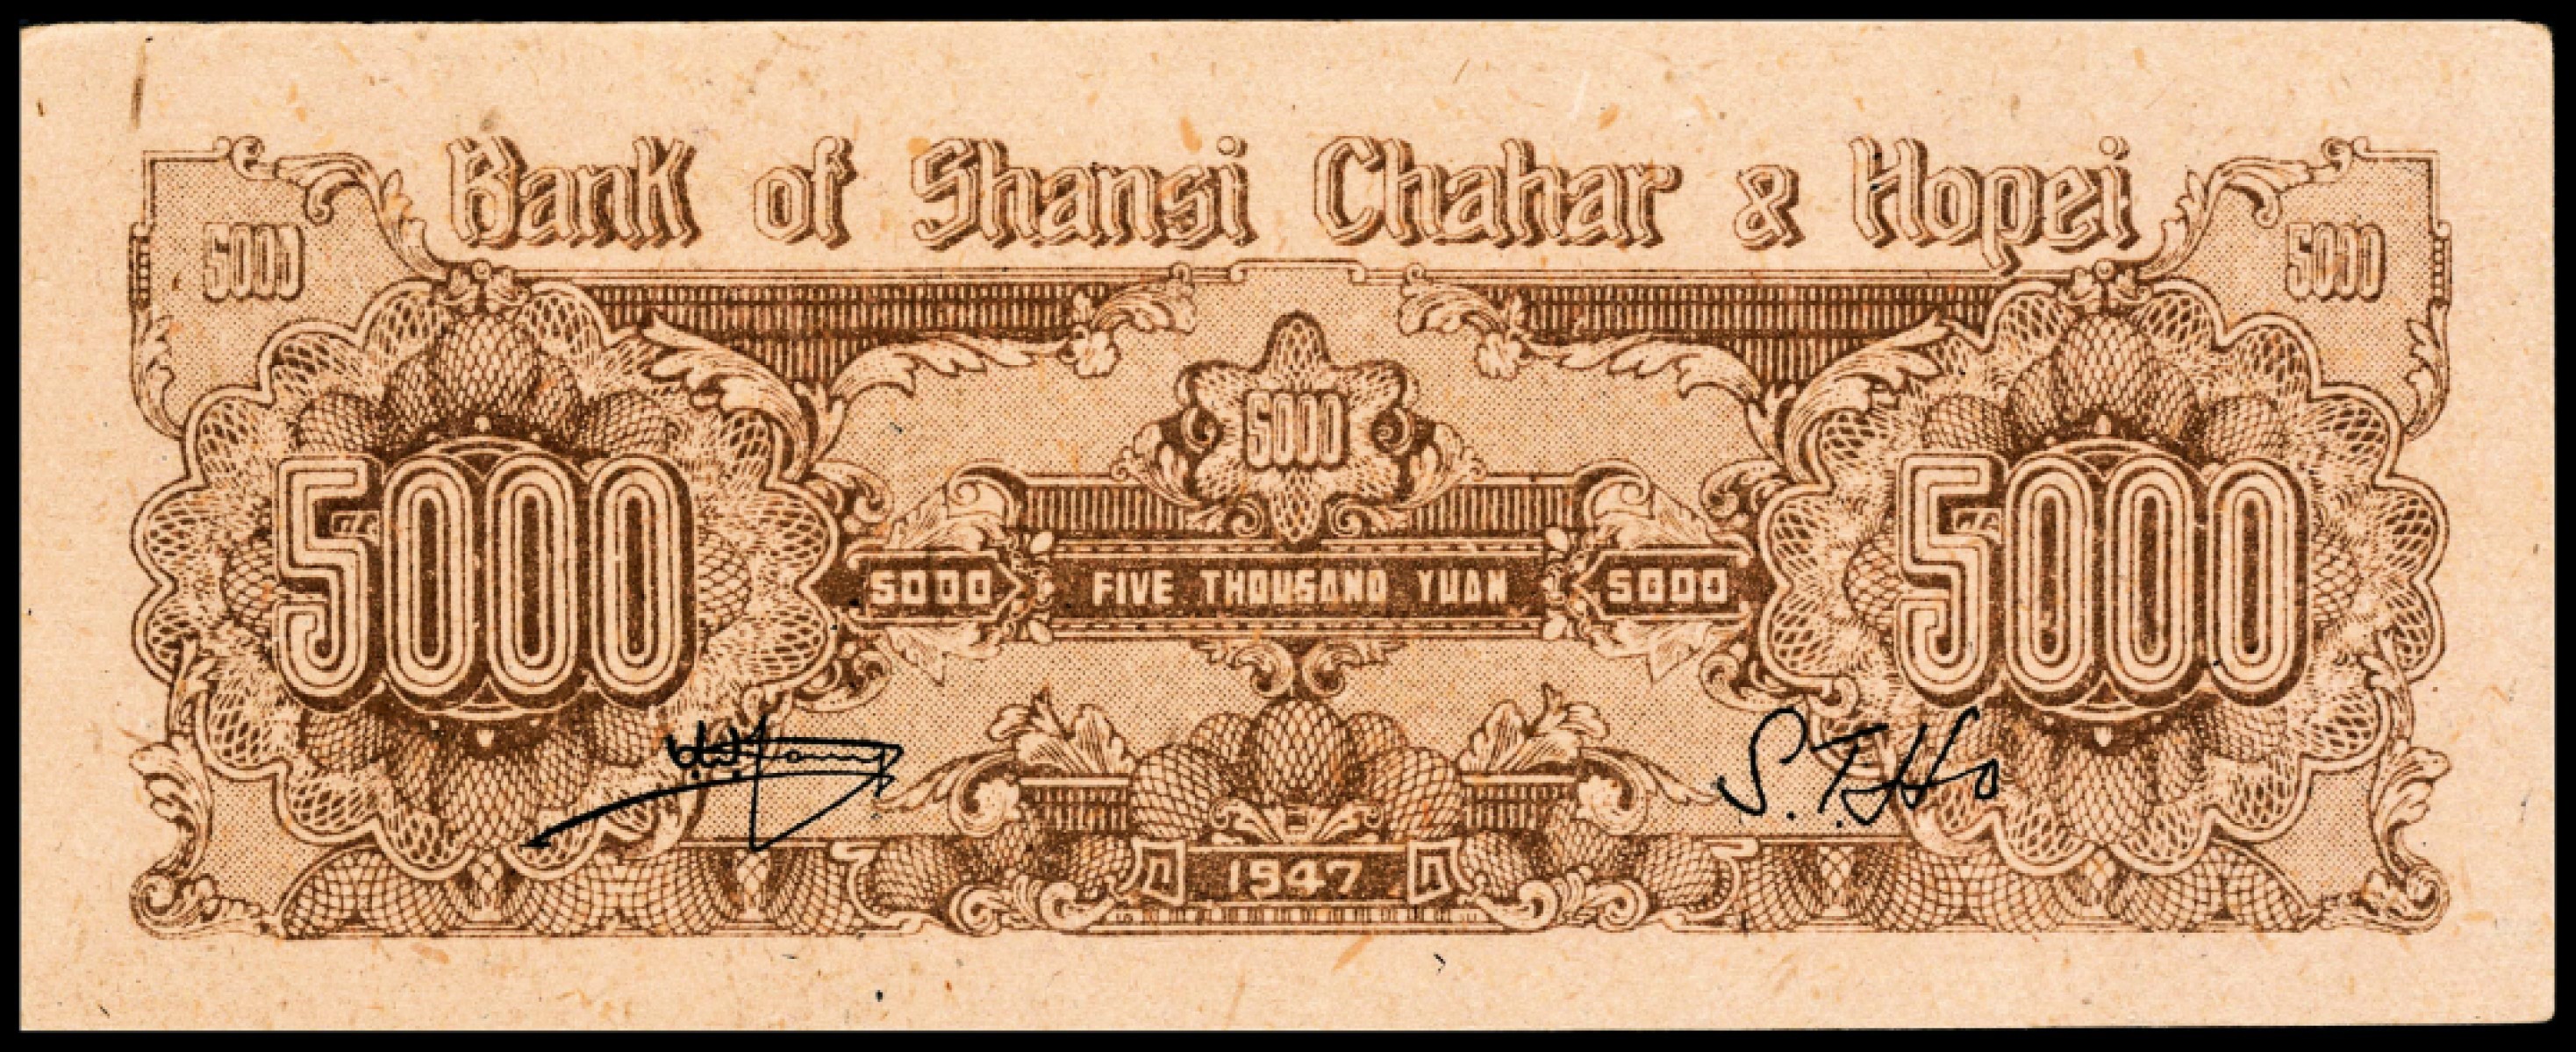 Bank of Shansi Chahar & Hopei
5000 5000
5000
5000 5000
5000 FIVE THOUSAND YUAN 5000
S. T. Ho
1947